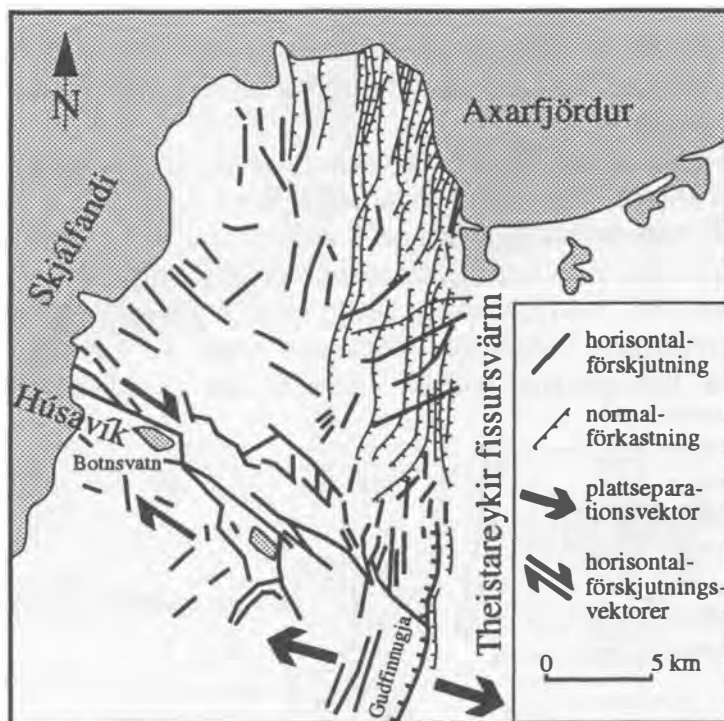 N
Axarfjördur
Skjálfandi
Húsavík
Botnsvatn
Theistareykir fissursvärm
Gudfinnugja
horisontal-
förskjutning
normal-
förkastning
plattsepara-
tionsvektor
horisontal-
förskjutnings-
vektorer
0 5 km